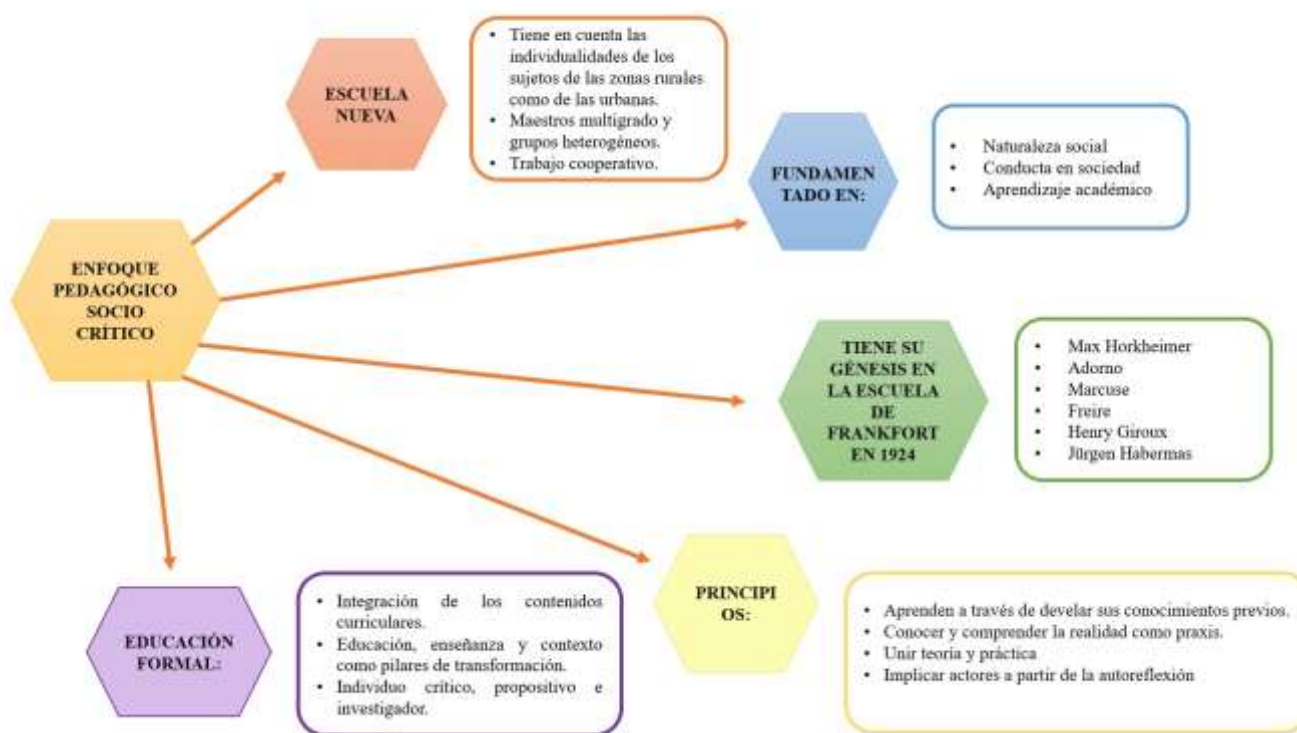 ESCUELA
NUEVA
• Tiene en cuenta las
individualidades de los
sujetos de las zonas rurales
como de las urbanas.
• Maestros multigrado y
grupos heterogéneos.
• Trabajo cooperativo.
FUNDAMEN
TADO EN:
• Naturaleza social
• Conducta en sociedad
• Aprendizaje académico
ENFOQUE
PEDAGÓGICO
SOCIO
CRÍTICO
TIENE SU
GÉNESIS EN
LA ESCUELA
DE
FRANKFORT
EN 1924
• Max Horkheimer
• Adorno
• Marcuse
• Freire
• Henry Giroux
• Jürgen Habermas
EDUCACIÓN
FORMAL:
• Integración de los contenidos
curriculares.
• Educación, enseñanza y contexto
como pilares de transformación.
• Individuo crítico, propositivo e
investigador.
PRINCIPI
OS:
• Aprenden a través de develar sus conocimientos previos.
• Conocer y comprender la realidad como praxis.
• Unir teoría y práctica
• Implicar actores a partir de la autoreflexión